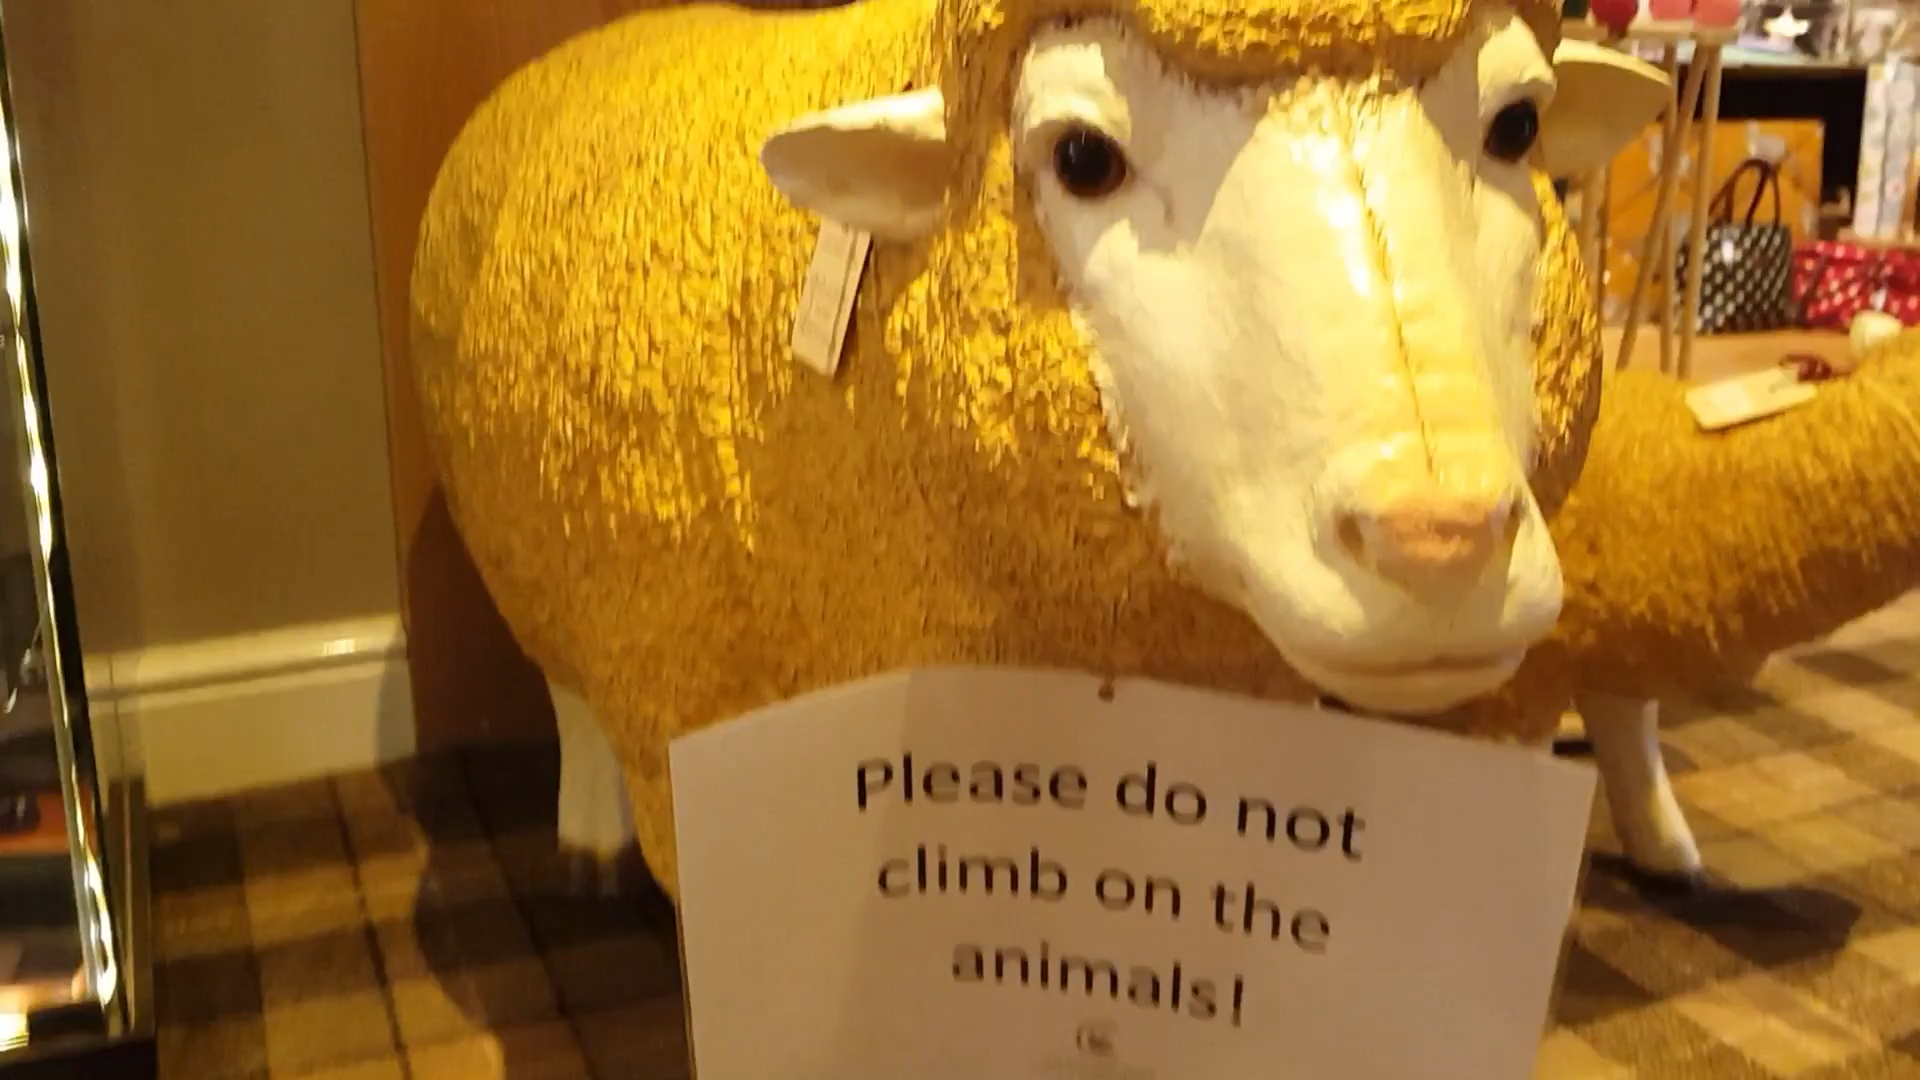 please do not
climb on the
animals!